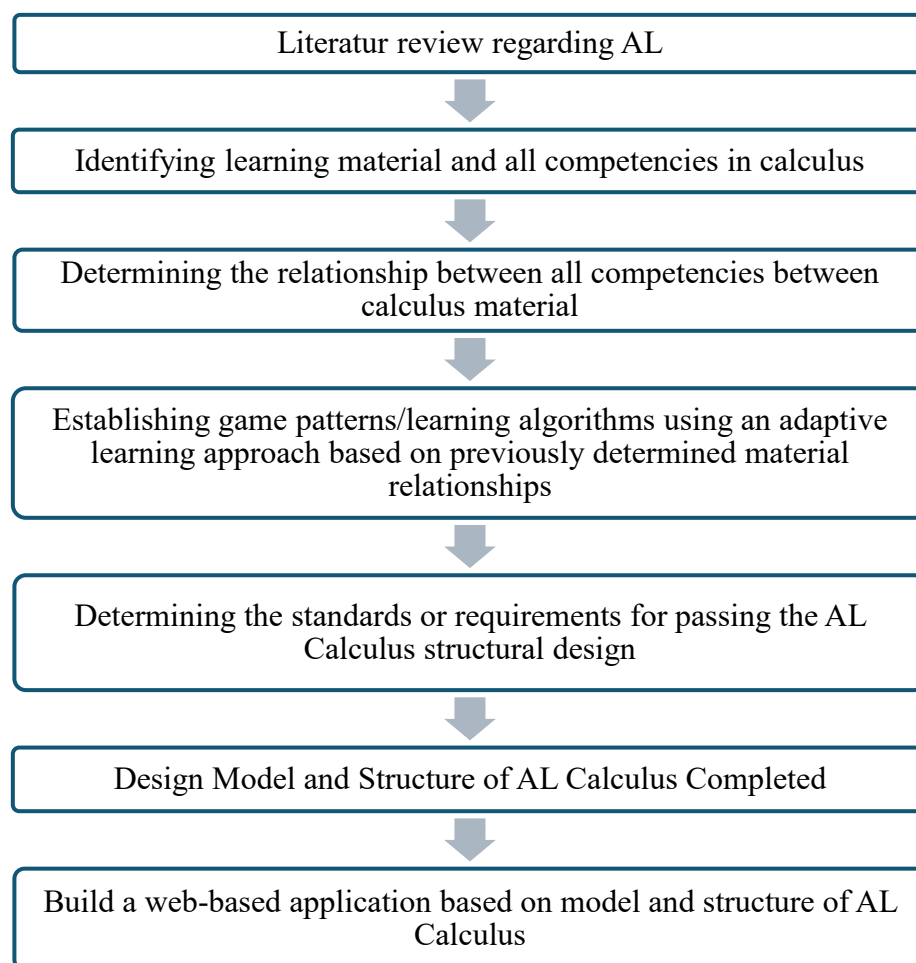 Literatur review regarding AL
Identifying learning material and all competencies in calculus
Determining the relationship between all competencies between
calculus material
Establishing game patterns/learning algorithms using an adaptive
learning approach based on previously determined material
relationships
Determining the standards or requirements for passing the AL
Calculus structural design
Design Model and Structure of AL Calculus Completed
Build a web-based application based on model and structure of AL
Calculus